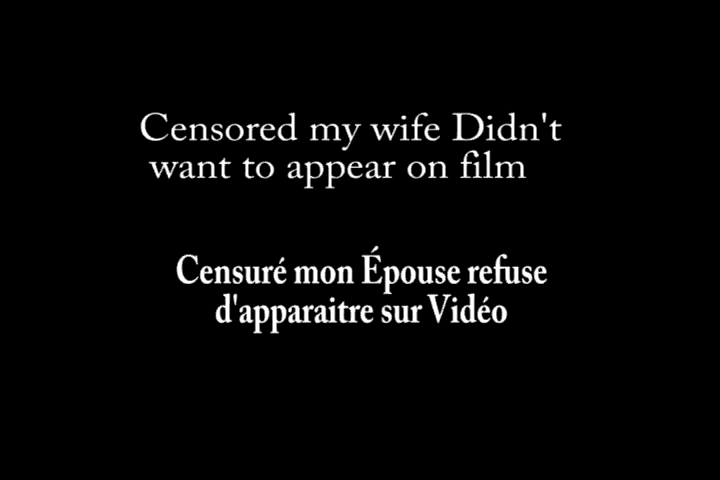 Censored my wife Didn't
want to appear on film
Censuré mon Épouse refuse
d'apparaitre sur Vidéo